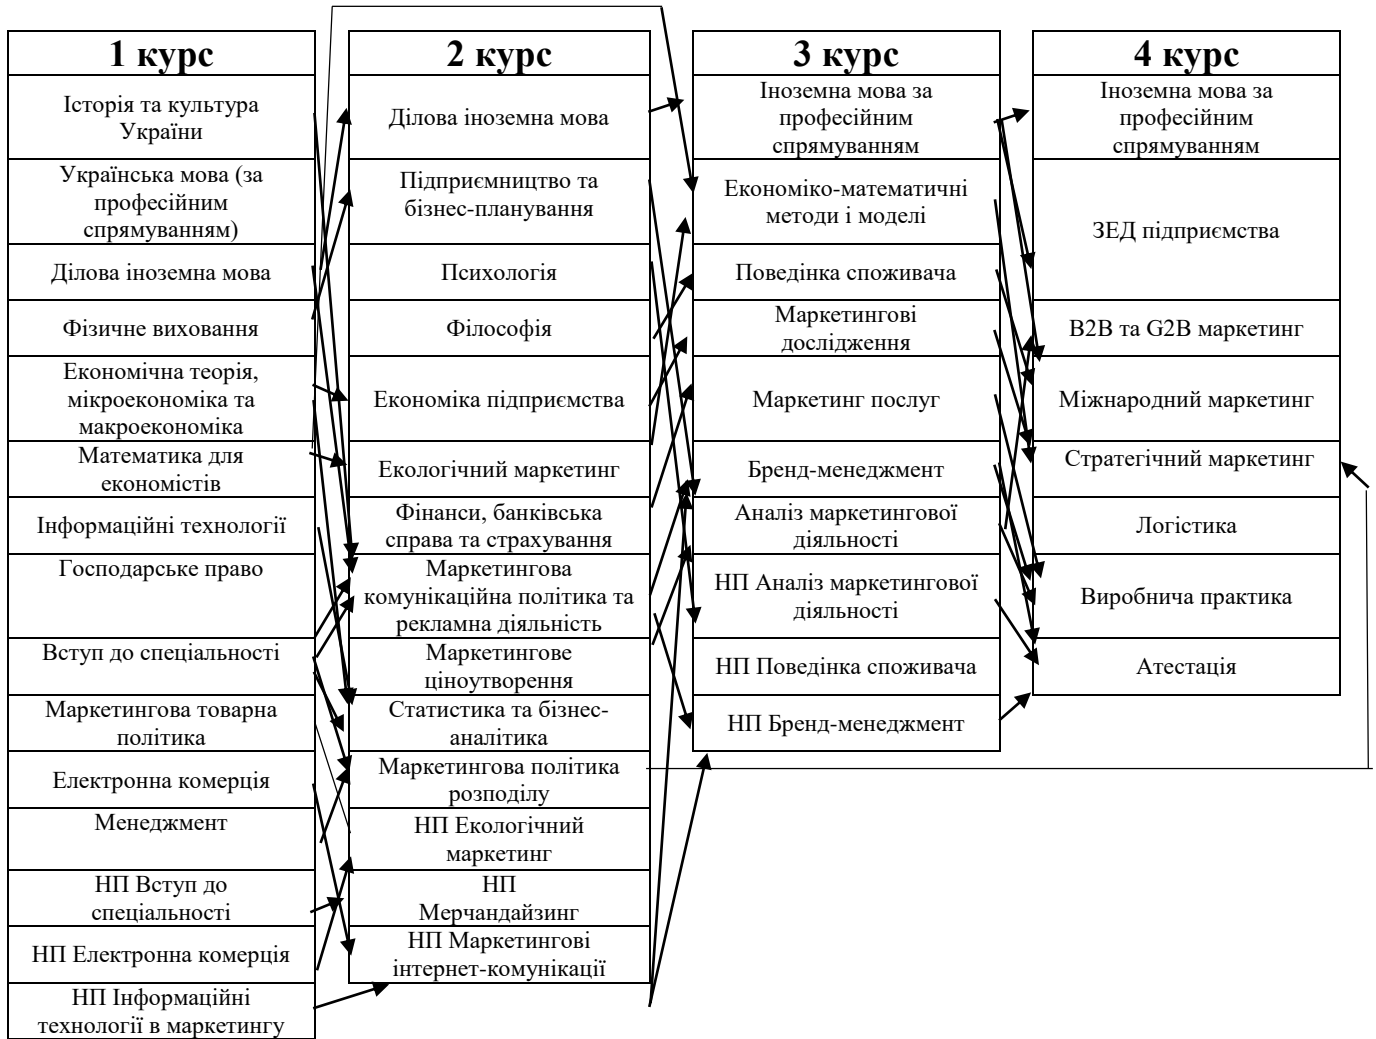 1 курс
Історія та культура
України
Українська мова (за
професійним
спрямуванням)
Ділова іноземна мова
Фізичне виховання
Економічна теорія,
мікроекономіка та
макроекономіка
Математика для
економістів
Інформаційні технології
Господарське право
Вступ до спеціальності
Маркетингова товарна
політика
Електронна комерція
Менеджмент
НП Вступ до
спеціальності
НП Електронна комерція
НП Інформаційні
технології в маркетингу
2 курс
Ділова іноземна мова
Підприємництво та
бізнес-планування
Психологія
Філософія
Економіка підприємства
Екологічний маркетинг
Фінанси, банківська
справа та страхування
Маркетингова
комунікаційна політика та
рекламна діяльність
Маркетингове
ціноутворення
Статистика та бізнес-
аналітика
Маркетингова політика
розподілу
НП Екологічний
маркетинг
НП
Мерчандайзинг
НП Маркетингові
інтернет-комунікації
3 курс
Іноземна мова за
професійним
спрямуванням
Економіко-математичні
методи і моделі
Поведінка споживача
Маркетингові
дослідження
Маркетинг послуг
Бренд-менеджмент
Аналіз маркетингової
діяльності
НП Аналіз маркетингової
діяльності
НП Поведінка споживача
НП Бренд-менеджмент
4 курс
Іноземна мова за
професійним
спрямуванням
ЗЕД підприємства
B2B та G2B маркетинг
Міжнародний маркетинг
Стратегічний маркетинг
Логістика
Виробнича практика
Атестація